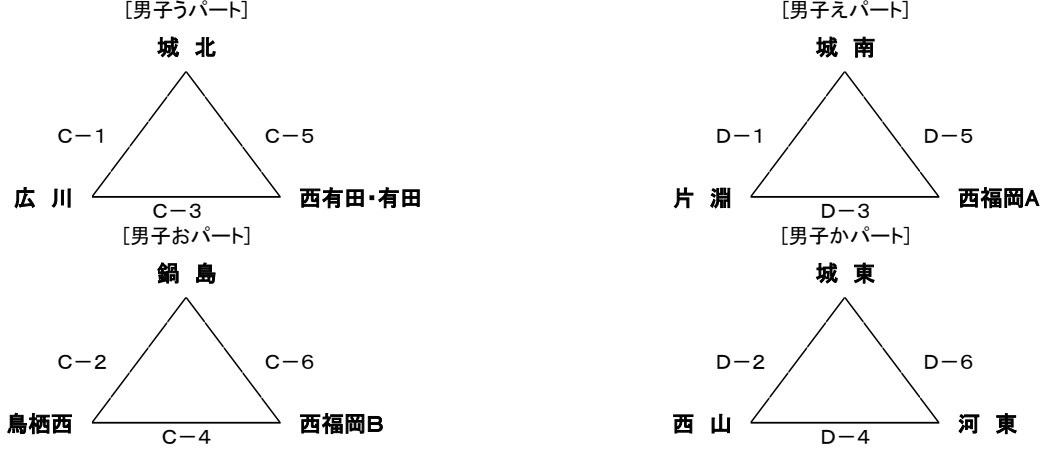 [男子うパート]
城 北
C－1
C－5
広 川
西有田・有田
C－3
[男子えパート]
城 南
D－1
D－5
片 淵
西福岡A
D－3
[男子おパート]
鍋 島
C－2
C－6
鳥栖西
西福岡B
C－4
[男子かパート]
城 東
D－2
D－6
西 山
河 東
D－4